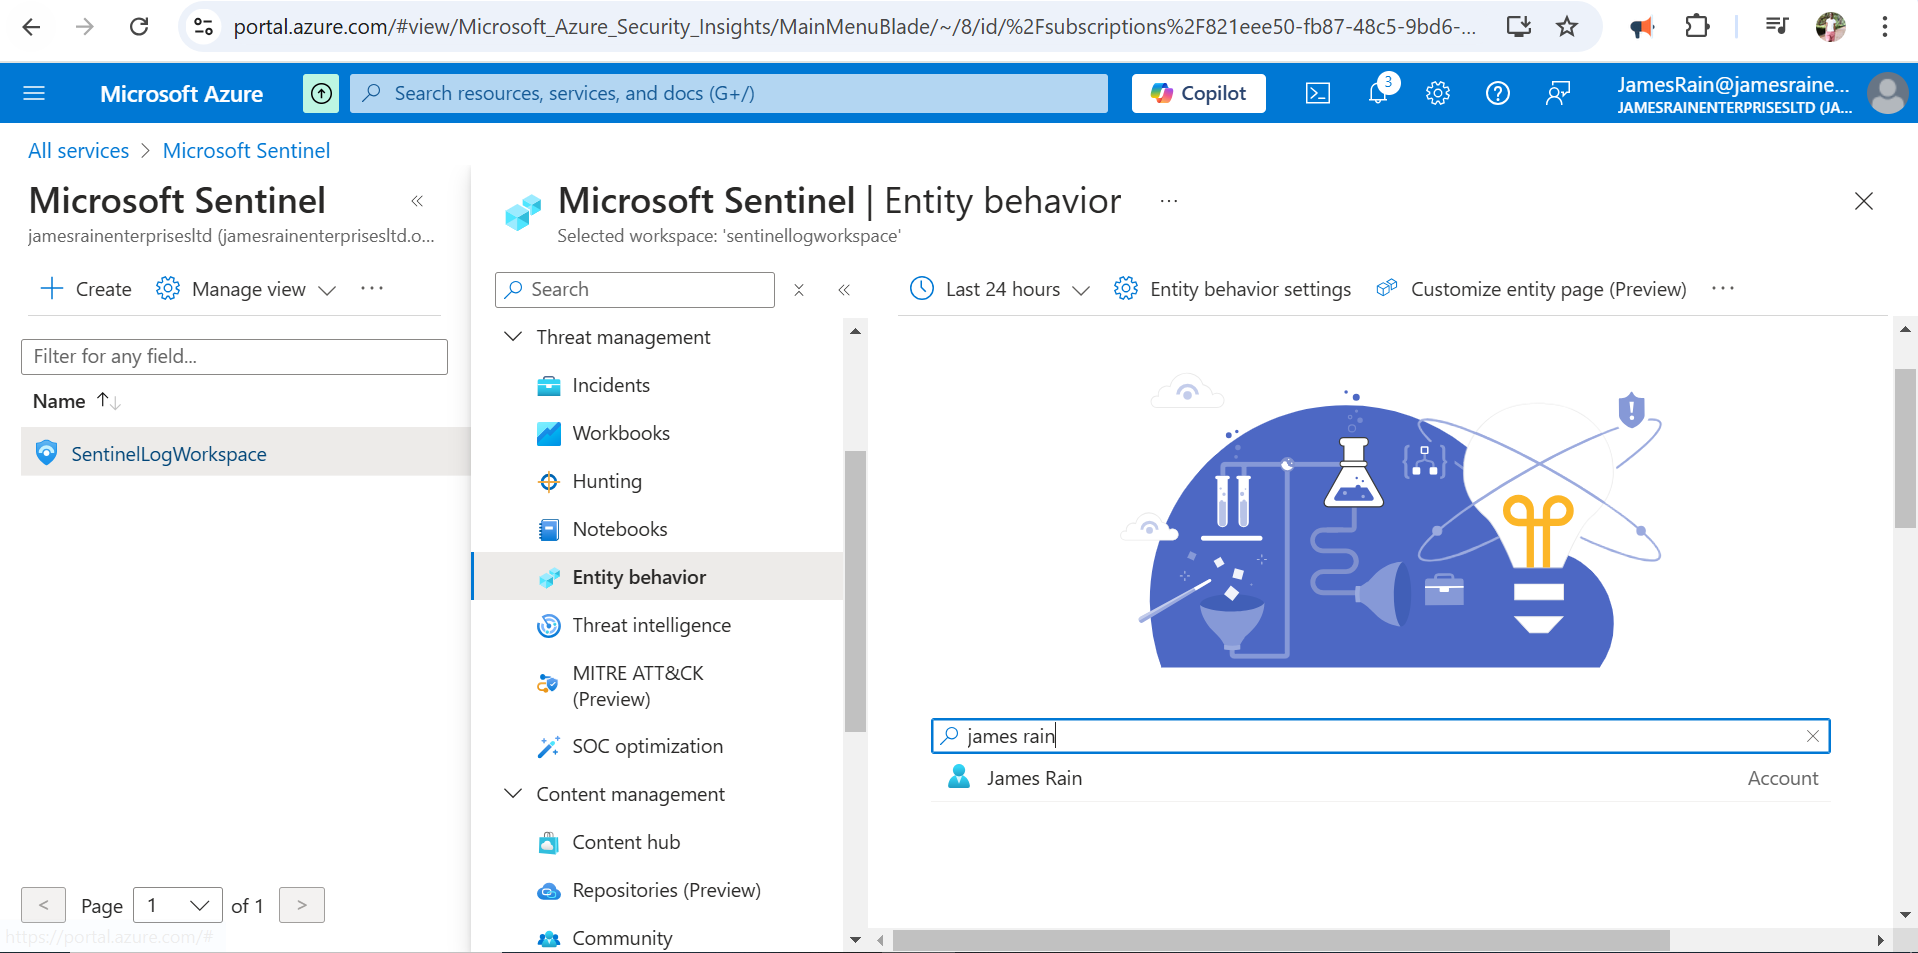 portal.azure.com/#view/Microsoft_Azure_Security_Insights/MainMenuBlade/~/8/id/%2Fsubscriptions%2F821eee50-fb87-48c5-9bd6-...
Microsoft Azure
Search resources, services, and docs (G+/)
Copilot
3
JamesRain@jamesraine...
JAMESRAINENTERPRISESLTD (JA...
All services > Microsoft Sentinel
Microsoft Sentinel
«
jamesrainenterprisesltd (jamesrainenterprisesltd.o...
Create
Manage view
...
Filter for any field...
Name
SentinelLogWorkspace
<
Page
1
of 1
>
https://portal.azure.com/#
Microsoft Sentinel | Entity behavior
...
Selected workspace: 'sentinellogworkspace'
Search
«
Threat management
Incidents
Workbooks
Hunting
Notebooks
Entity behavior
Threat intelligence
MITRE ATT&CK
(Preview)
SOC optimization
Content management
Content hub
Repositories (Preview)
Community
Last 24 hours
Entity behavior settings
Customize entity page (Preview)
...
james rain
James Rain
Account